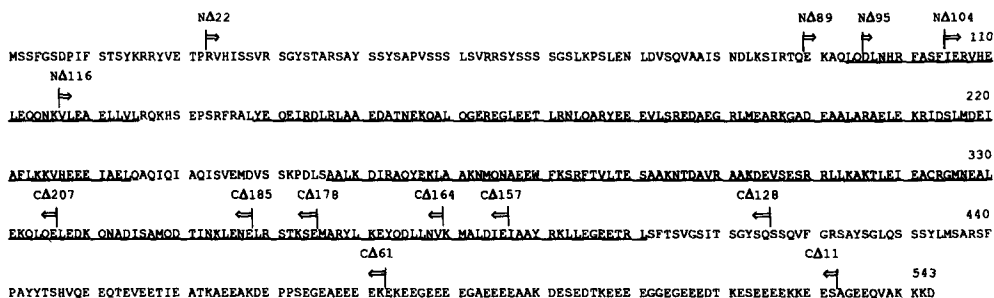 NΔ22 NΔ89 NΔ95 NΔ104
110
MSSFGSDPIF STSYKRRYVE TPRVHISSVR SGYSTARSAY SSYSAPVSSS LSVRRSYSSS SGSLKPSLEN LDVSQVAAIS NDLKSIRTQE KAQLQDLNHR FASFIERVHE
NΔ116
220
LEQQNKVLEA ELLVLRQKHS EPSRFRALYE QEIRDLRLAA EDATNEKQAL QGEREGLEET LRNLQARYEE EVLSREDAEG RLMEARKGAD EAALARAELE KRIDSLMDEI
330
AFLKKVHEEE IAELQAQIQI AQISVEMDVS SKPDLSAALK DIRAQYEKLA AKNMQNAEEW FKSRFTVLTE SAAKNTDAVR AAKDEVSESR RLLKAKTLEI EACRGMNEAL
CΔ207 CΔ185 CΔ178 CΔ164 CΔ157 CΔ128
440
EKQLQELEDK QNADISAMQD TINKLENELR STKSEMARYL KEYQDLLNVK MALDIEIAAY RKLLEGEETR LSFTSVGSIT SGYSQSSQVF GRSAYSGLQS SSYLMSARSF
CΔ61 CΔ11
543
PAYYTSHVQE EQTEVEETIE ATKAEEAKDE PPSEGEAEEE EKEKEEGEEE EGAEEEEAAK DESEDTKEEE EGGEGEEEDT KESEEEEKKE ESAGEEQVAK KKD